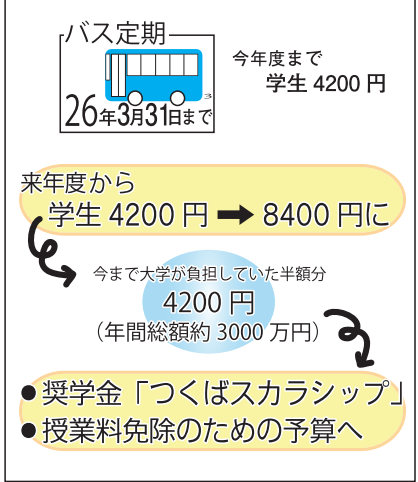 バス定期
今年度まで
学生 4200 円
26年3月31日まで
来年度から
学生 4200 円 ➡ 8400 円に
今まで大学が負担していた半額分
4200 円
（年間総額約 3000 万円）
●奨学金「つくばスカラシップ」
●授業料免除のための予算へ